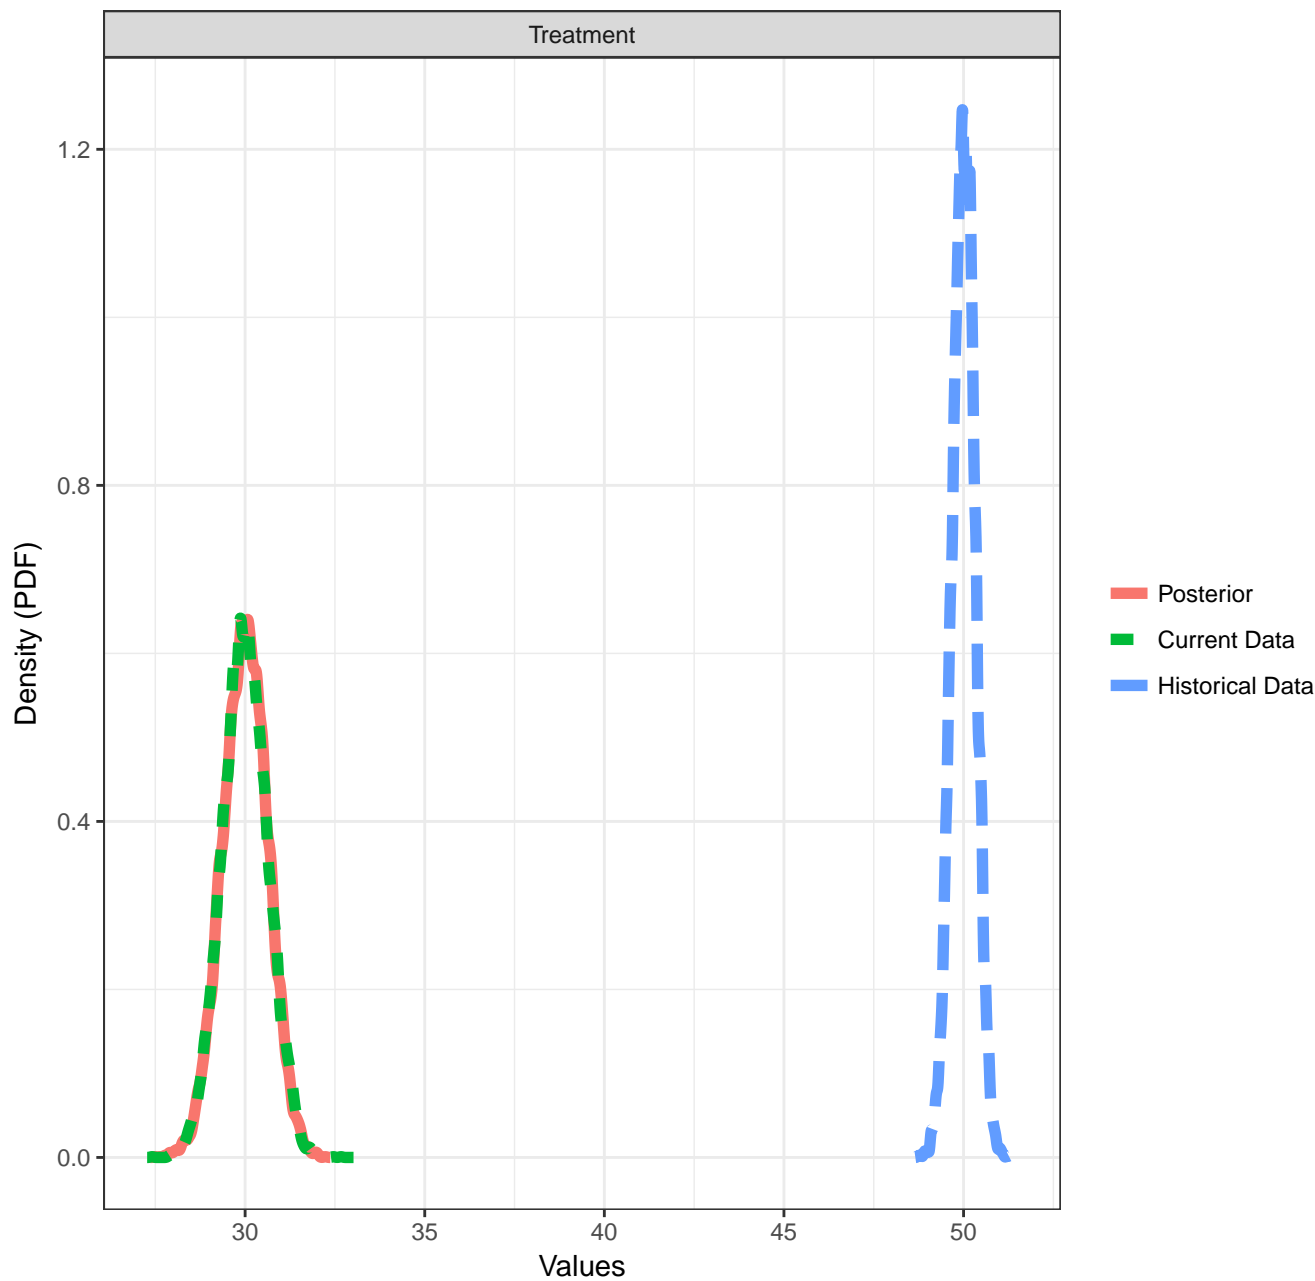 Treatment
1.2
0.8
0.4
0.0
Density (PDF)
30
35
40
45
50
Values
Posterior
Current Data
Historical Data